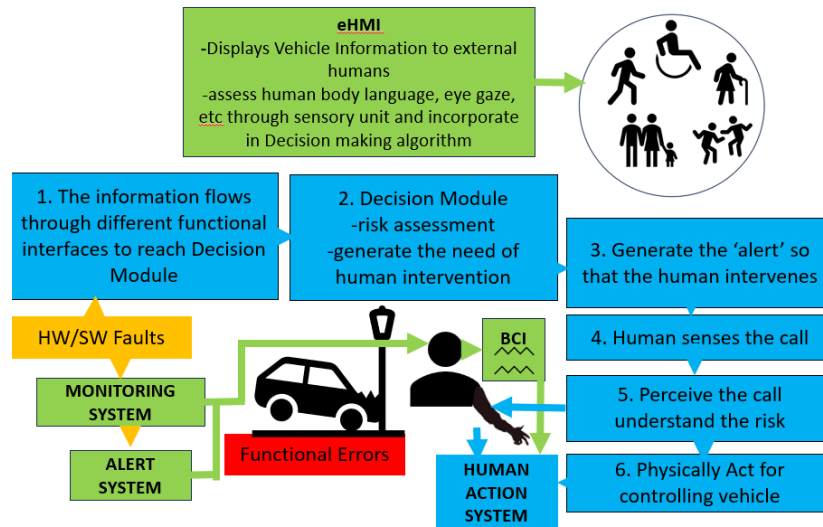 eHMI
-Displays Vehicle Information to external
humans
-assess human body language, eye gaze,
etc through sensory unit and incorporate
in Decision making algorithm
1. The information flows
through different functional
interfaces to reach Decision
Module
2. Decision Module
-risk assessment
-generate the need of
human intervention
3. Generate the ‘alert’ so
that the human intervenes
HW/SW Faults
BCI
4. Human senses the call
MONITORING
SYSTEM
5. Perceive the call
understand the risk
ALERT
SYSTEM
Functional Errors
HUMAN
ACTION
SYSTEM
6. Physically Act for
controlling vehicle